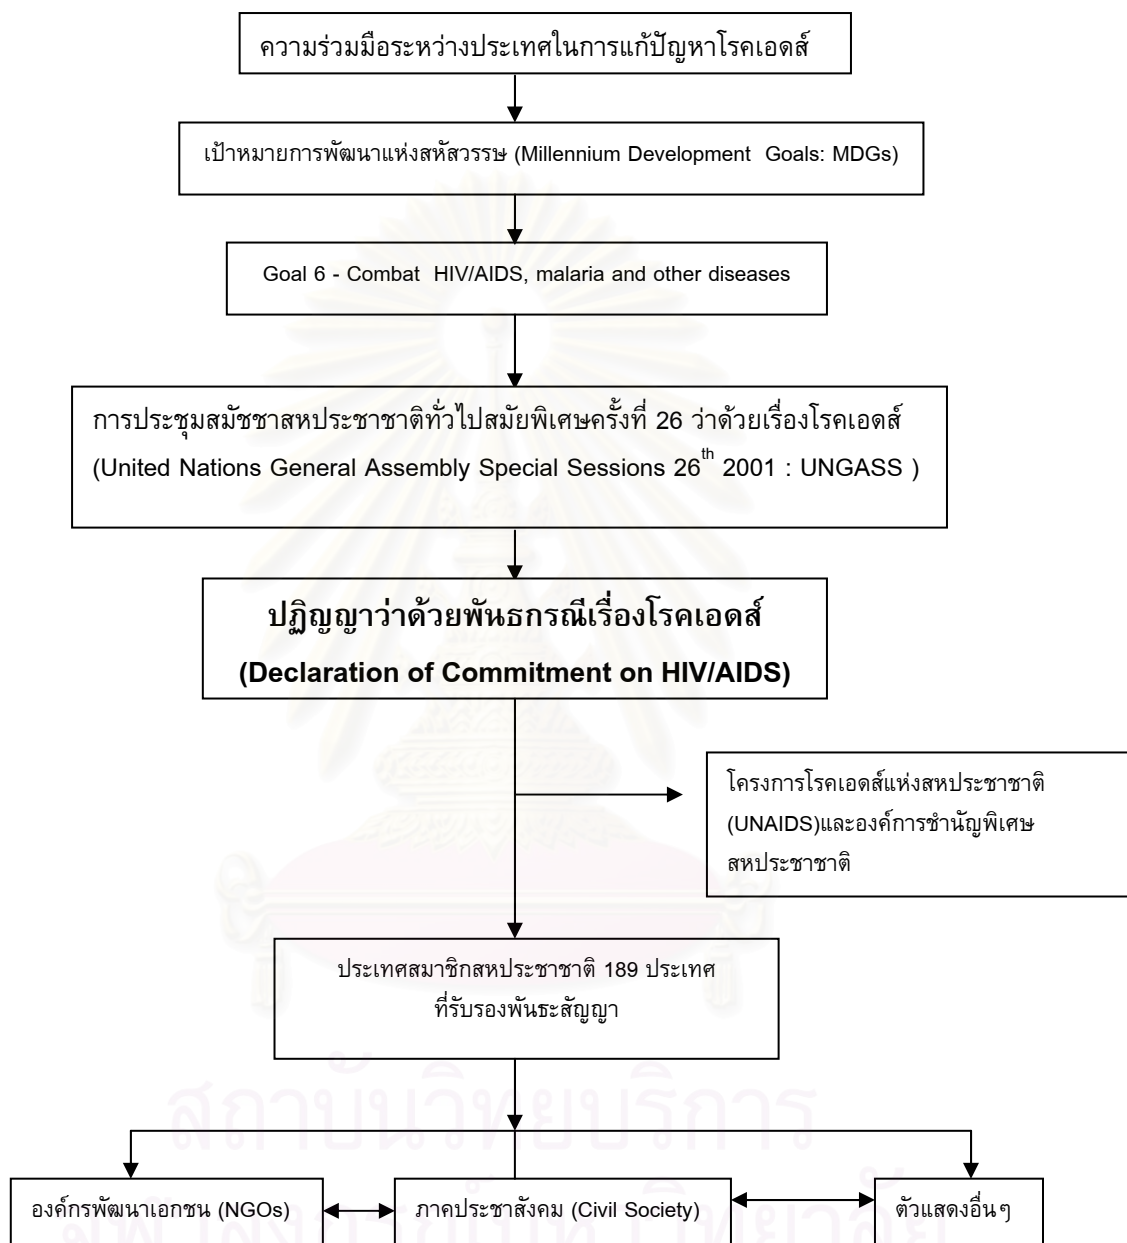 ความร่วมมือระหว่างประเทศในการแก้ปัญหาโรคเอดส์
เป้าหมายการพัฒนาแห่งสหัสวรรษ (Millennium Development Goals: MDGs)
Goal 6 - Combat HIV/AIDS, malaria and other diseases
การประชุมสมัชชาสหประชาชาติทั่วไปสมัยพิเศษครั้งที่ 26 ว่าด้วยเรื่องโรคเอดส์
(United Nations General Assembly Special Sessions 26th 2001 : UNGASS )
ปฏิญญาว่าด้วยพันธกรณีเรื่องโรคเอดส์
(Declaration of Commitment on HIV/AIDS)
โครงการโรคเอดส์แห่งสหประชาชาติ
(UNAIDS)และองค์การชำนัญพิเศษ
สหประชาชาติ
ประเทศสมาชิกสหประชาชาติ 189 ประเทศ
ที่รับรองพันธะสัญญา
สถาบันวิทยบริการ
องค์กรพัฒนาเอกชน (NGOs)
ภาคประชาสังคม (Civil Society)
ตัวแสดงอื่นๆ